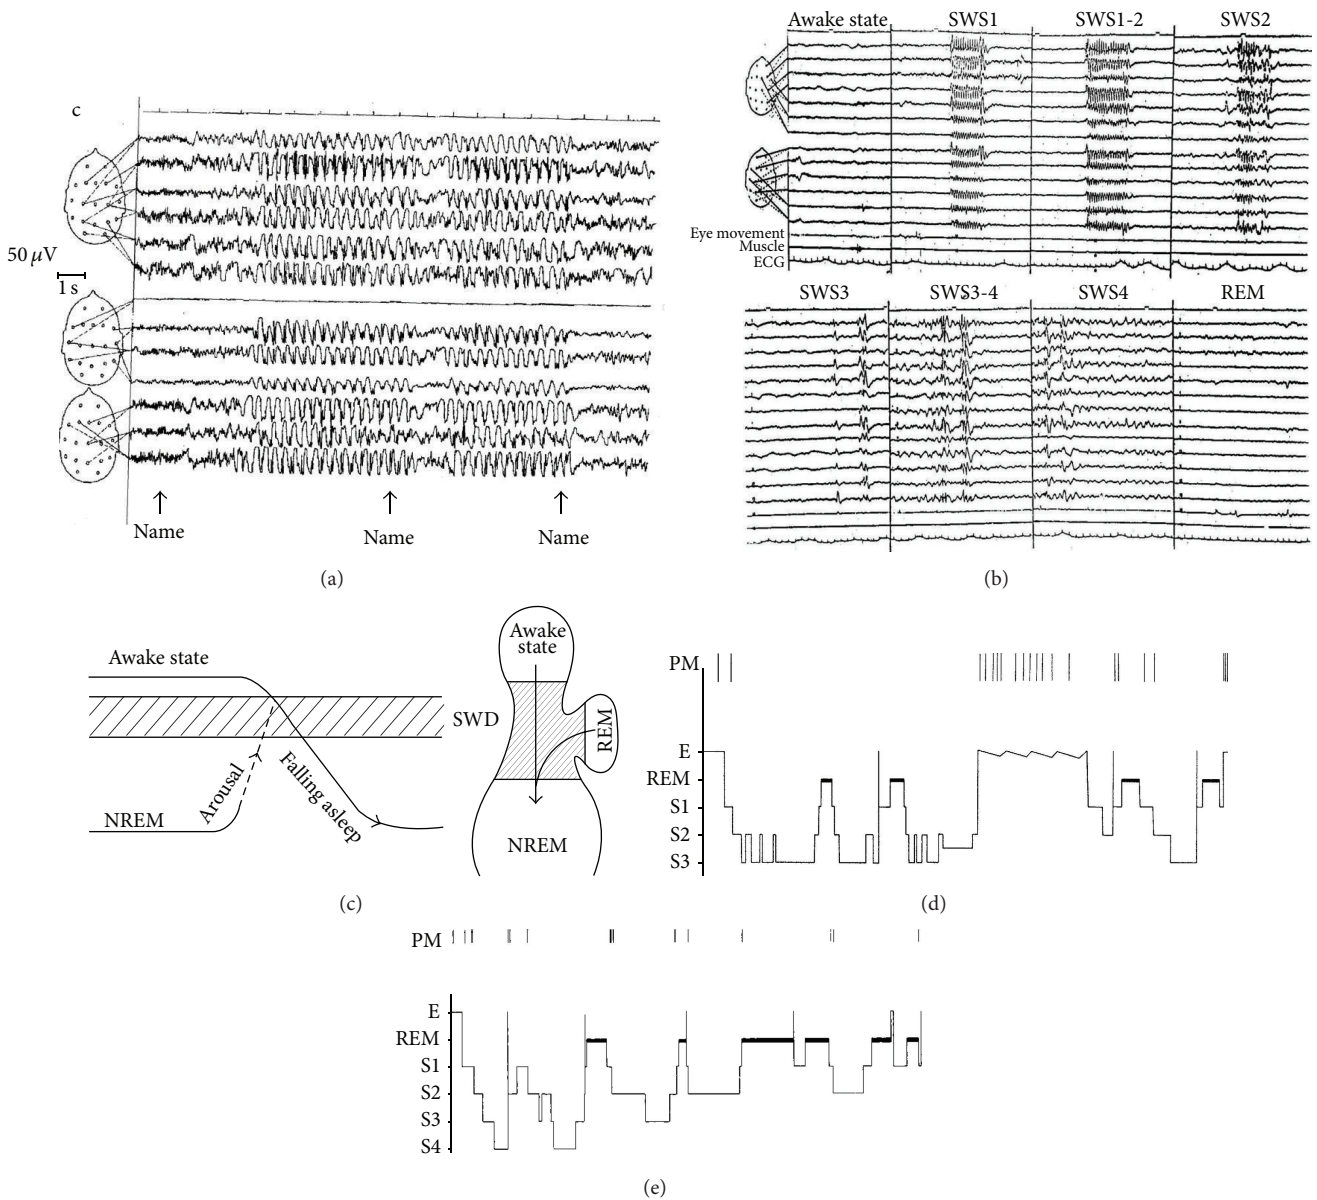 c
50 μV
1 s
Name
Name
Name
(a)
Awake state SWS1 SWS1-2 SWS2
Eye movement
Muscle
ECG
SWS3 SWS3-4 SWS4 REM
(b)
Awake state
NREM
Arousal
Falling asleep
SWD
Awake
state
REM
NREM
(c)
PM
E
REM
S1
S2
S3
(d)
PM
E
REM
S1
S2
S3
S4
(e)